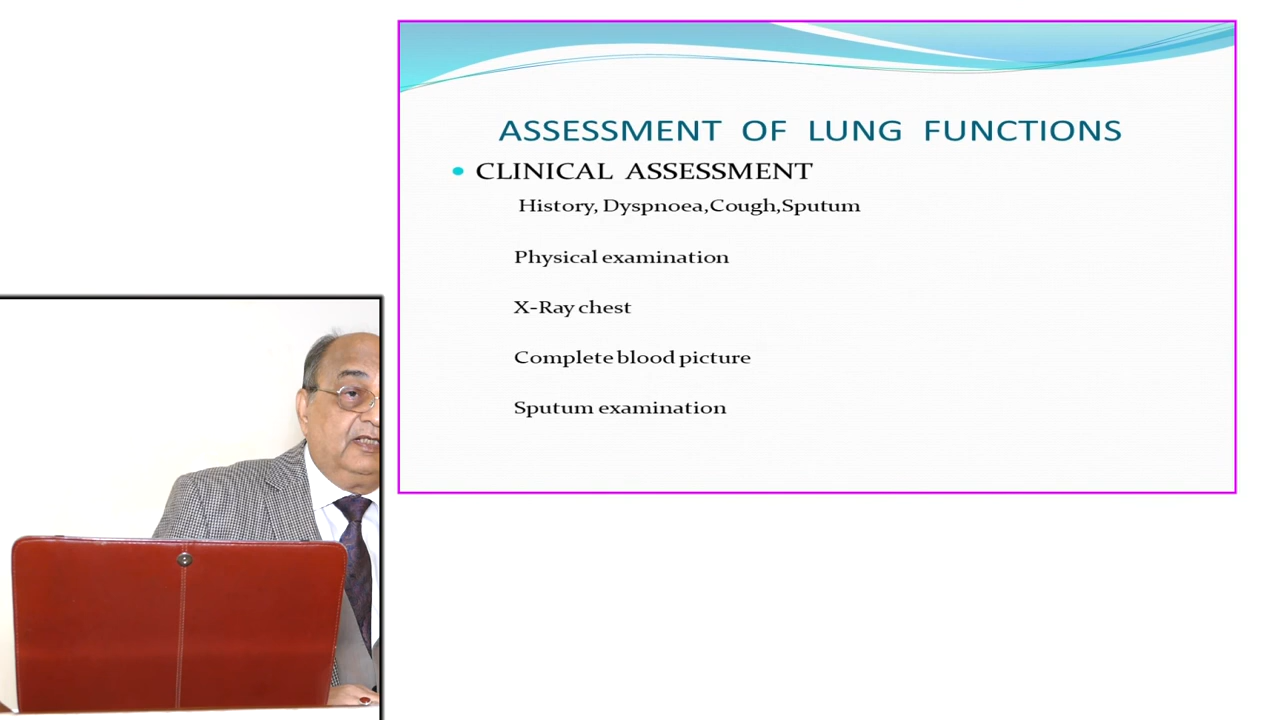 ASSESSMENT OF LUNG FUNCTIONS
• CLINICAL ASSESSMENT
History, Dyspnoea,Cough,Sputum
Physical examination
X-Ray chest
Complete blood picture
Sputum examination